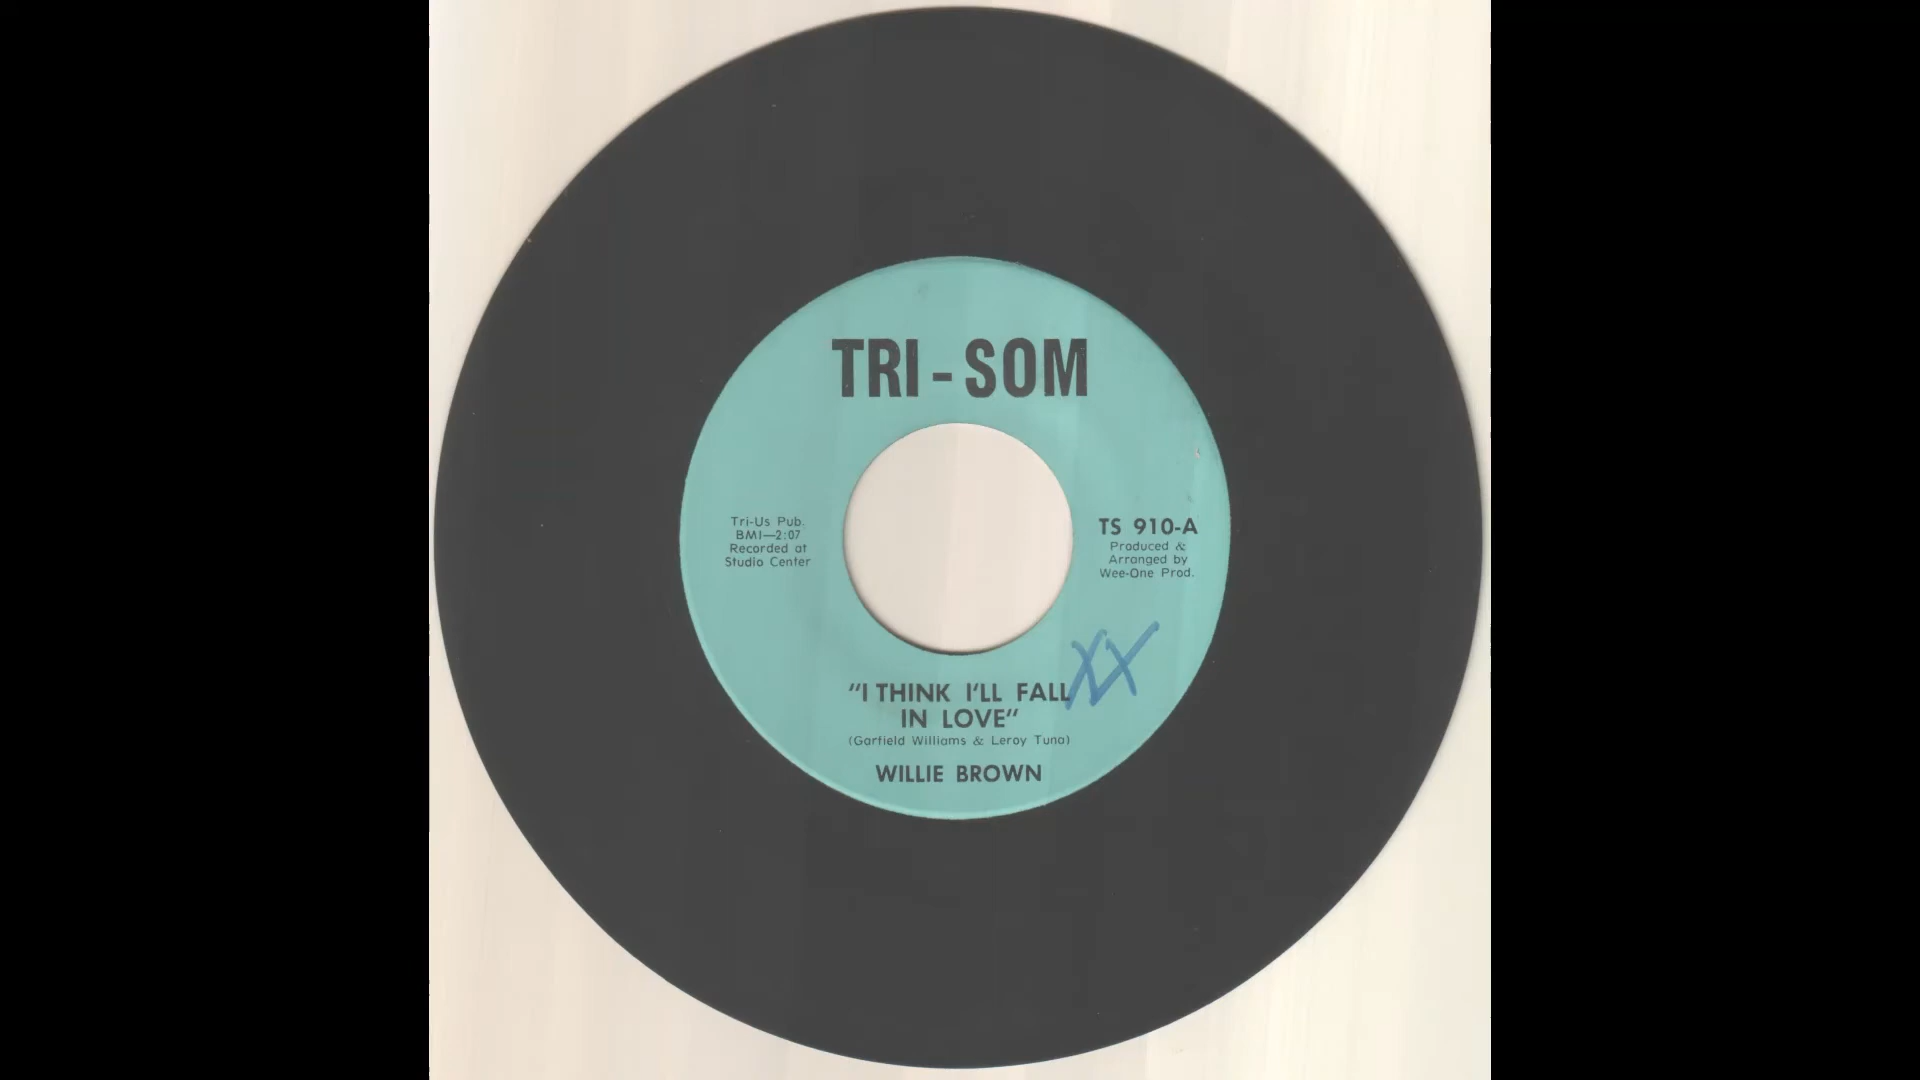 TRI-SOM
Tri-Us Pub.
BMI—2:07
Recorded at
Studio Center
TS 910-A
Produced &
Arranged by
Wee-One Prod.
XX
"I THINK I'LL FALL
IN LOVE"
(Garfield Williams & Leroy Tuna)
WILLIE BROWN